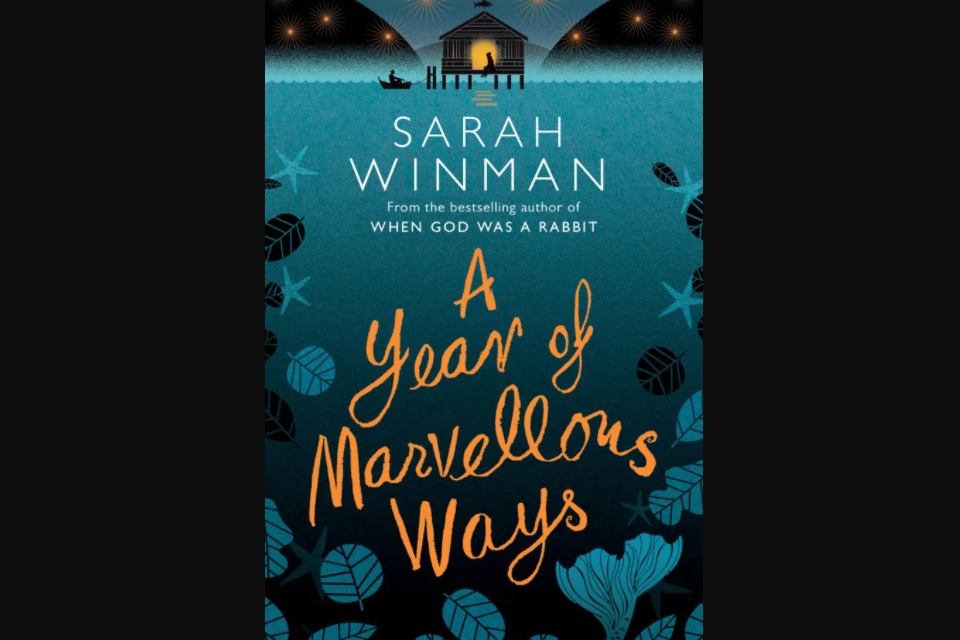 SARAH
WINMAN
From the bestselling author of
WHEN GOD WAS A RABBIT
A
Year of
Marvellous
Ways